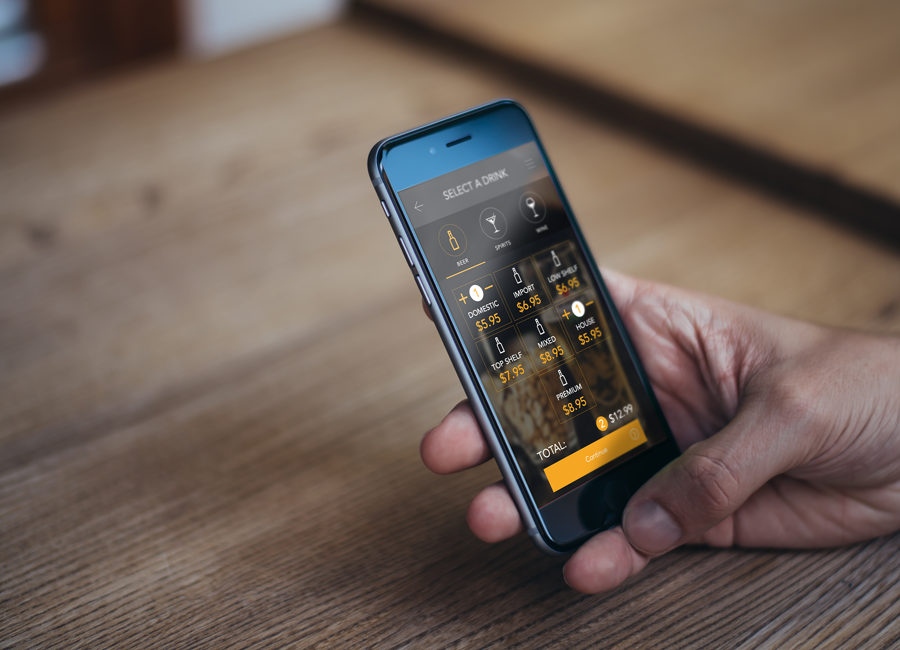 SELECT A DRINK
BEER
SPIRITS
WINE
+ 1 −
DOMESTIC
$5.95
IMPORT
$6.95
LOW SHELF
$6.95
TOP SHELF
$7.95
MIXED
$8.95
+ 1 −
HOUSE
$5.95
PREMIUM
$8.95
TOTAL: 2 $12.99
Continue